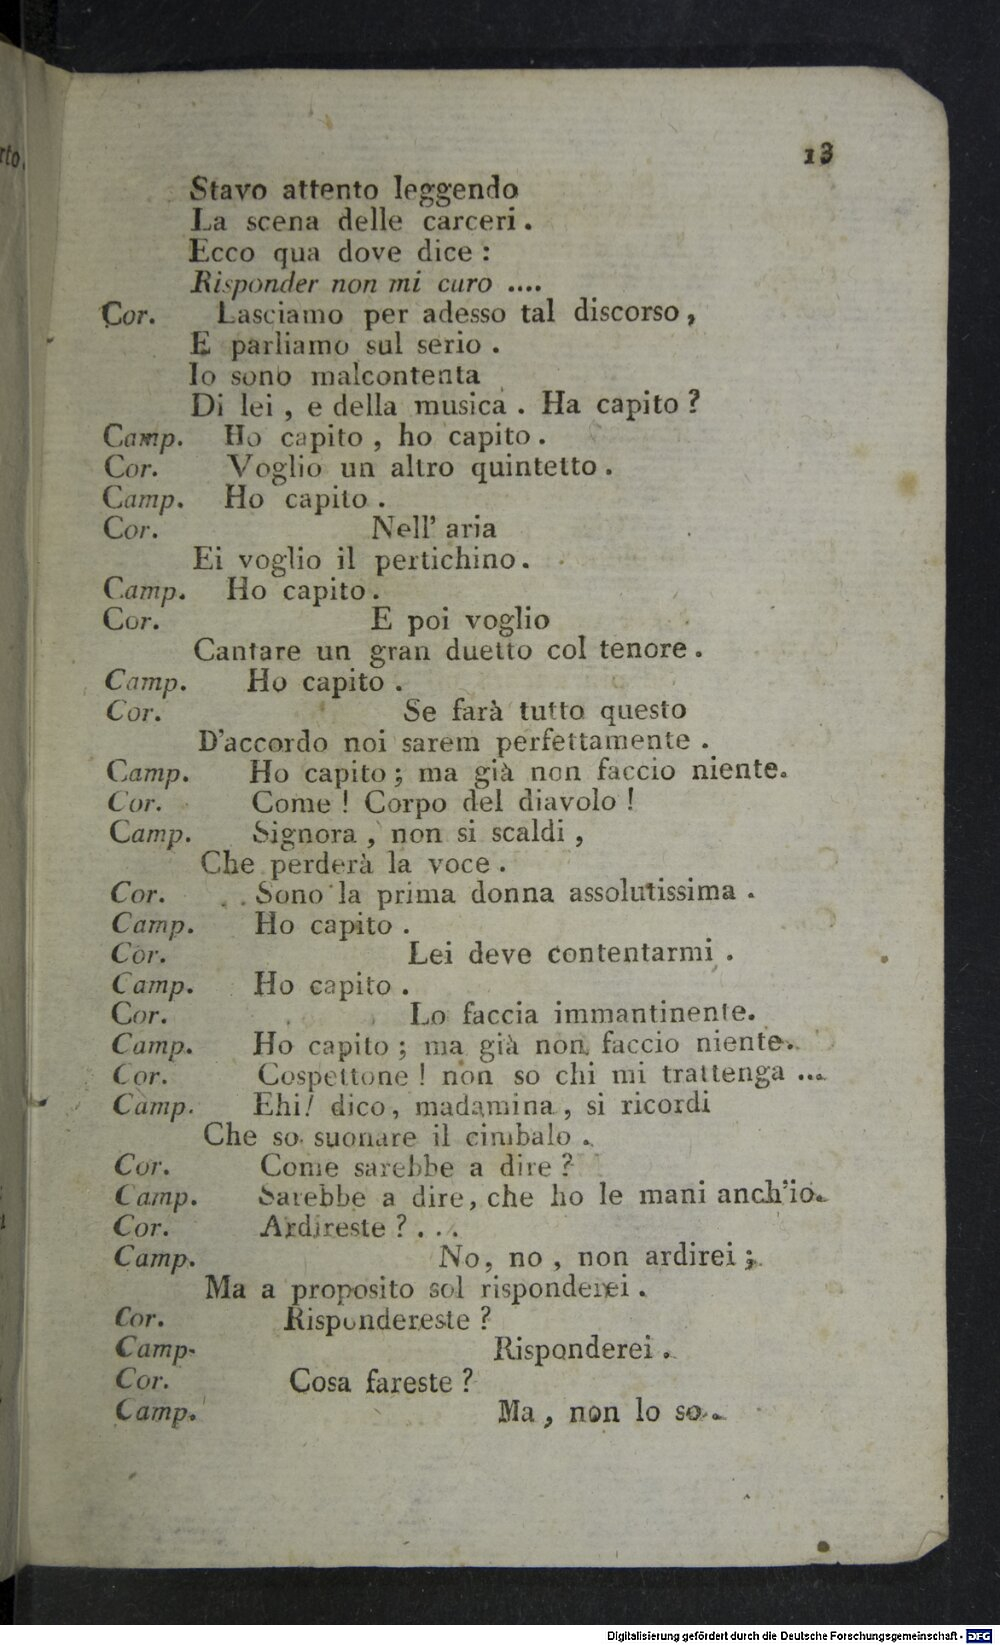 rto.
13
Stavo attento leggendo
La scena delle carceri.
Ecco qua dove dice:
Risponder non mi curo ....
Cor. Lasciamo per adesso tal discorso,
E parliamo sul serio.
Io sono malcontenta
Di lei, e della musica. Ha capito?
Camp. Ho capito, ho capito.
Cor. Voglio un altro quintetto.
Camp. Ho capito.
Cor. Nell' aria
Ei voglio il pertichino.
Camp. Ho capito.
Cor. E poi voglio
Cantare un gran duetto col tenore.
Camp. Ho capito.
Cor. Se farà tutto questo
D'accordo noi sarem perfettamente.
Camp. Ho capito; ma già non faccio niente.
Cor. Come! Corpo del diavolo!
Camp. Signora, non si scaldi,
Che perderà la voce.
Cor. Sono la prima donna assolutissima.
Camp. Ho capito.
Cor. Lei deve contentarmi.
Camp. Ho capito.
Cor. Lo faccia immantinente.
Camp. Ho capito; ma già non faccio niente.
Cor. Cospettone! non so chi mi trattenga ...
Camp. Ehi! dico, madamina, si ricordi
Che so suonare il cimbalo.
Cor. Come sarebbe a dire?
Camp. Sarebbe a dire, che ho le mani anch'io.
Cor. Ardireste? ...
Camp. No, no, non ardirei;
Ma a proposito sol risponderei.
Cor. Rispondereste?
Camp. Risponderei.
Cor. Cosa fareste?
Camp. Ma, non lo so.
Digitalisierung gefördert durch die Deutsche Forschungsgemeinschaft - DFG